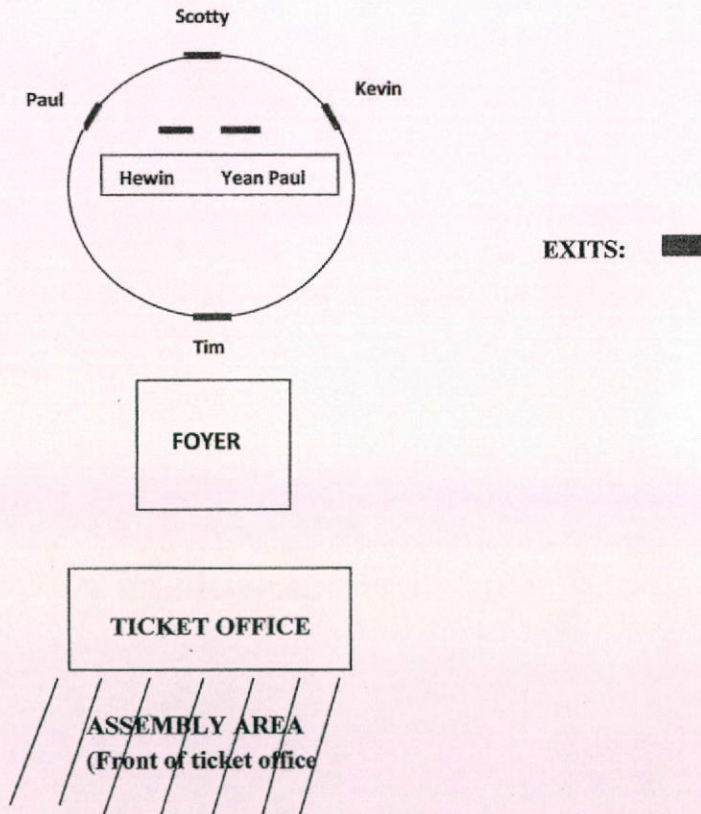 Scotty
Paul
Kevin
Hewin Yean Paul
EXITS:
Tim
FOYER
TICKET OFFICE
ASSEMBLY AREA
(Front of ticket office